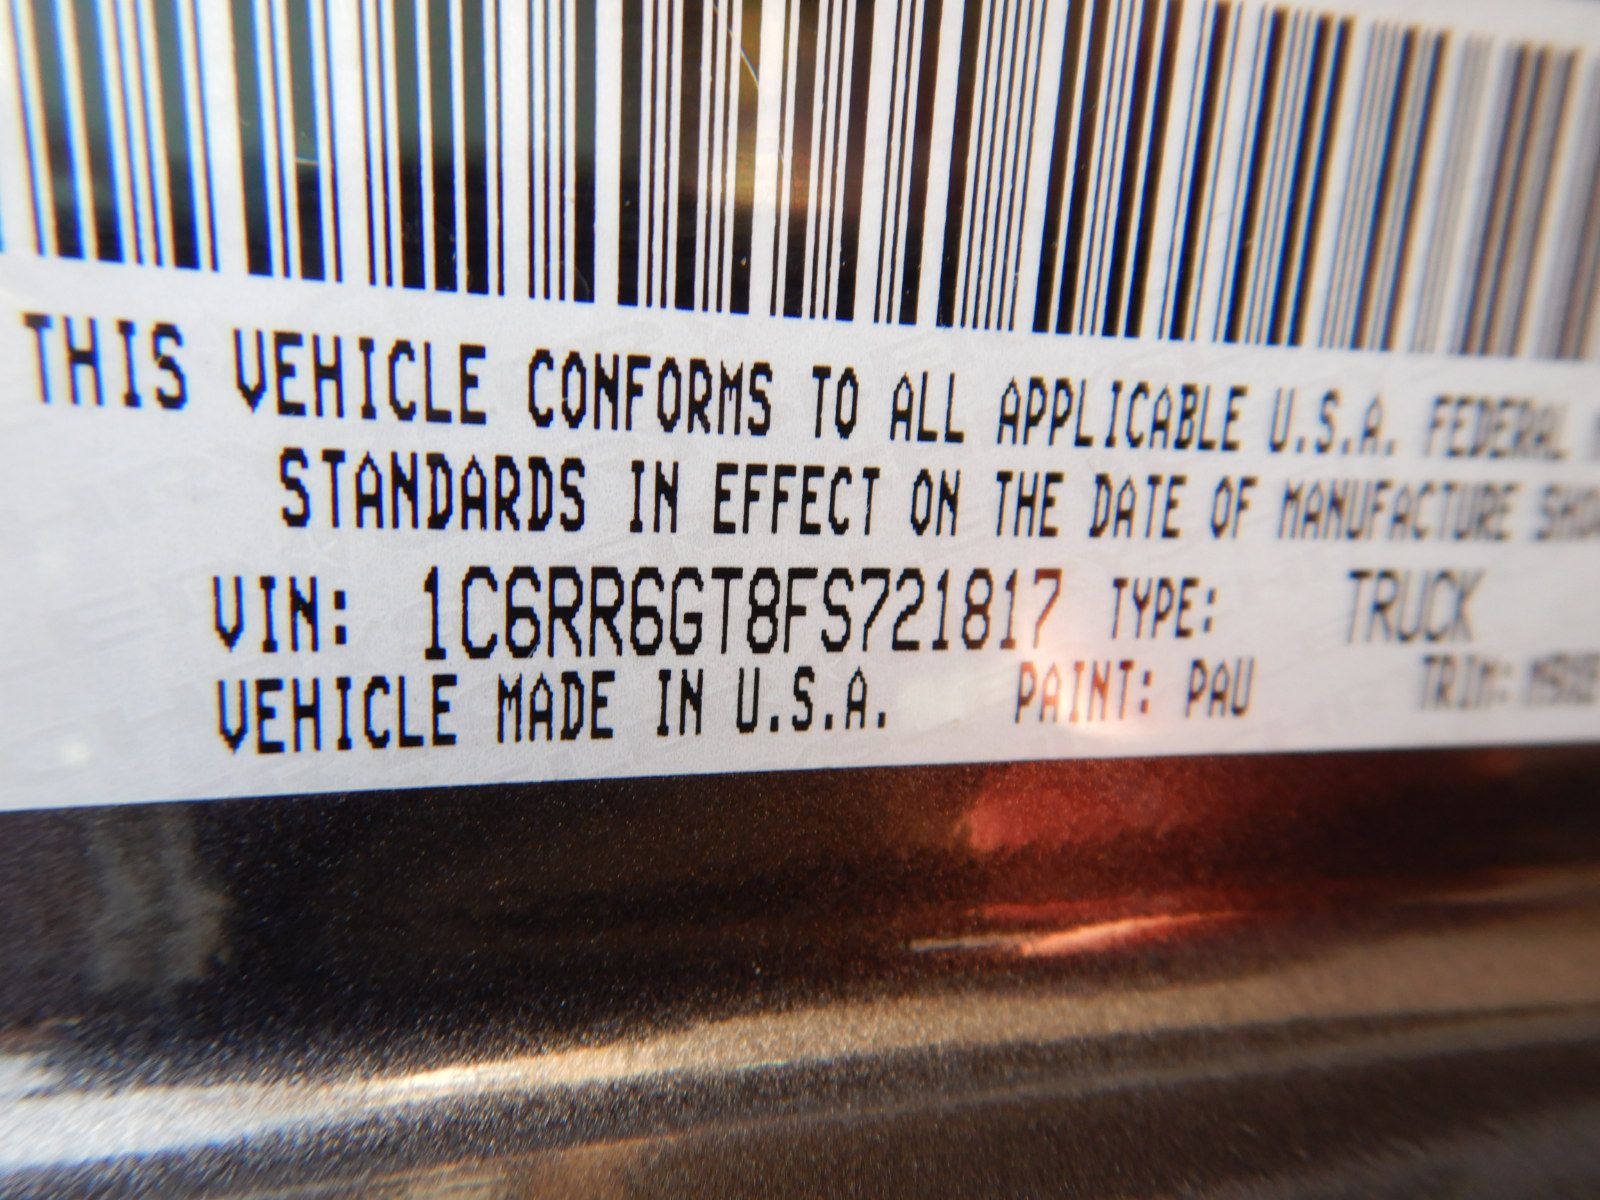 THIS VEHICLE CONFORMS TO ALL APPLICABLE U.S.A. FEDERAL
STANDARDS IN EFFECT ON THE DATE OF MANUFACTURE
VIN: 1C6RR6GT8FS721817 TYPE: TRUCK
VEHICLE MADE IN U.S.A. PAINT: PAU TRIM: